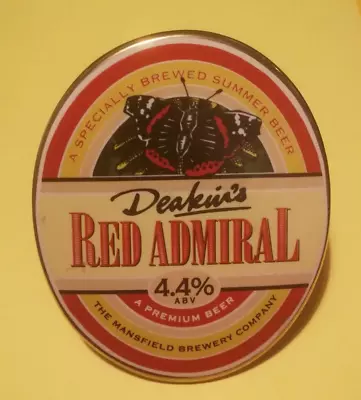 A SPECIALLY BREWED SUMMER BEER
Deakin's
RED ADMIRAL
4.4%
ABV
A PREMIUM BEER
THE MANSFIELD BREWERY COMPANY